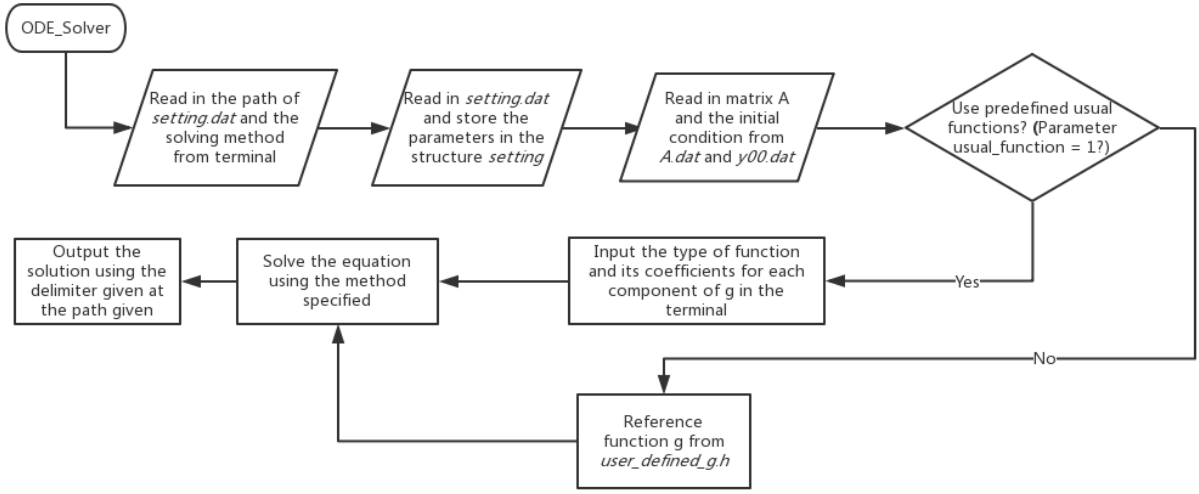 ODE_Solver
Read in the path of
setting.dat and the
solving method
from terminal
Read in setting.dat
and store the
parameters in the
structure setting
Read in matrix A
and the initial
condition from
A.dat and y00.dat
Use predefined usual
functions? (Parameter
usual_function = 1?)
Yes
Input the type of function
and its coefficients for each
component of g in the
terminal
Solve the equation
using the method
specified
Output the
solution using the
delimiter given at
the path given
No
Reference
function g from
user_defined_g.h